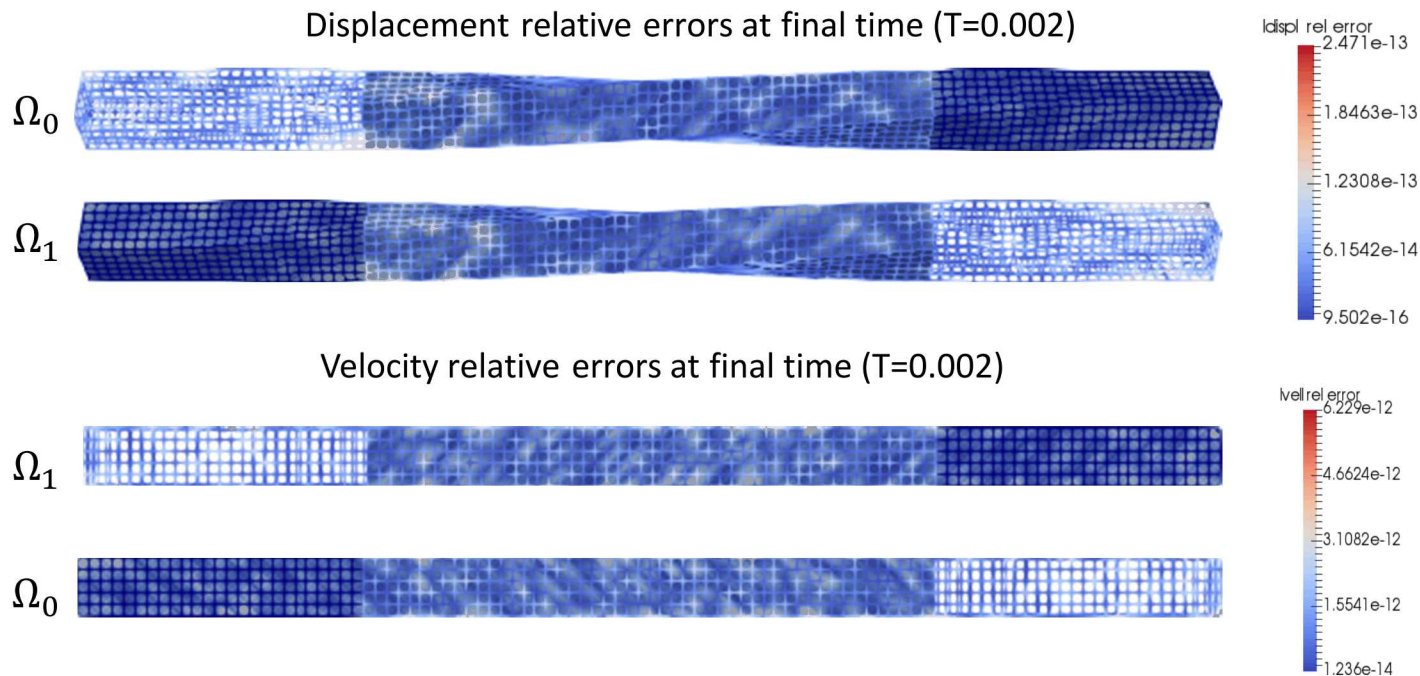 Displacement relative errors at final time (T=0.002)
|displ rel error
2.471e-13
Ω0
1.8463e-13
1.2308e-13
Ω1
6.1542e-14
9.502e-16
Velocity relative errors at final time (T=0.002)
|vel| rel error
6.229e-12
Ω1
4.6624e-12
3.1082e-12
Ω0
1.5541e-12
1.236e-14